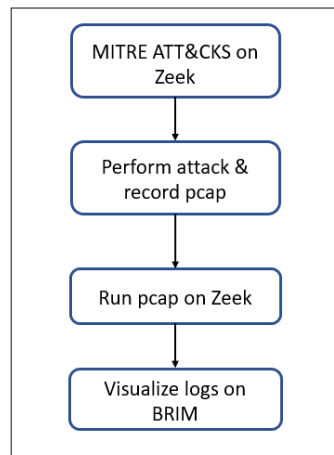 MITRE ATT&CKS on
Zeek
Perform attack &
record pcap
Run pcap on Zeek
Visualize logs on
BRIM